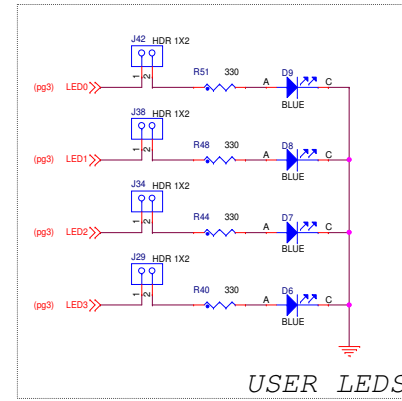 J42 HDR 1X2
1 2
R51 330 D9
(pg3) LED0 A C
BLUE
J38 HDR 1X2
1 2
R48 330 D8
(pg3) LED1 A C
BLUE
J34 HDR 1X2
1 2
R44 330 D7
(pg3) LED2 A C
BLUE
J29 HDR 1X2
1 2
R40 330 D6
(pg3) LED3 A C
BLUE
USER LEDS